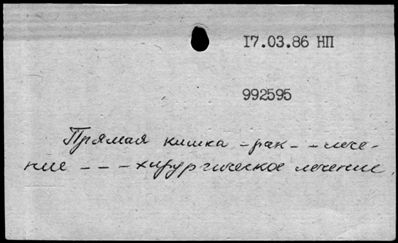 17.03.86 НП
992595
Прямая кишка - рак - - лече-
ние - - - хирургическое лечение.